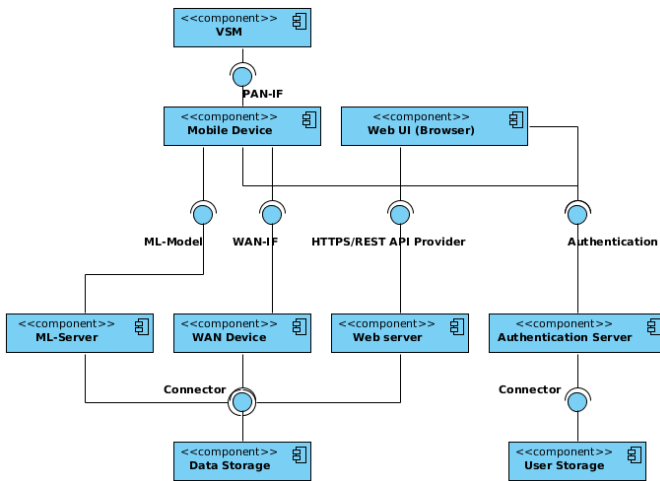 <<component>>
VSM
PAN-IF
<<component>>
Mobile Device
<<component>>
Web UI (Browser)
ML-Model
WAN-IF
HTTPS/REST API Provider
Authentication
<<component>>
ML-Server
<<component>>
WAN Device
<<component>>
Web server
<<component>>
Authentication Server
Connector
Connector
<<component>>
Data Storage
<<component>>
User Storage